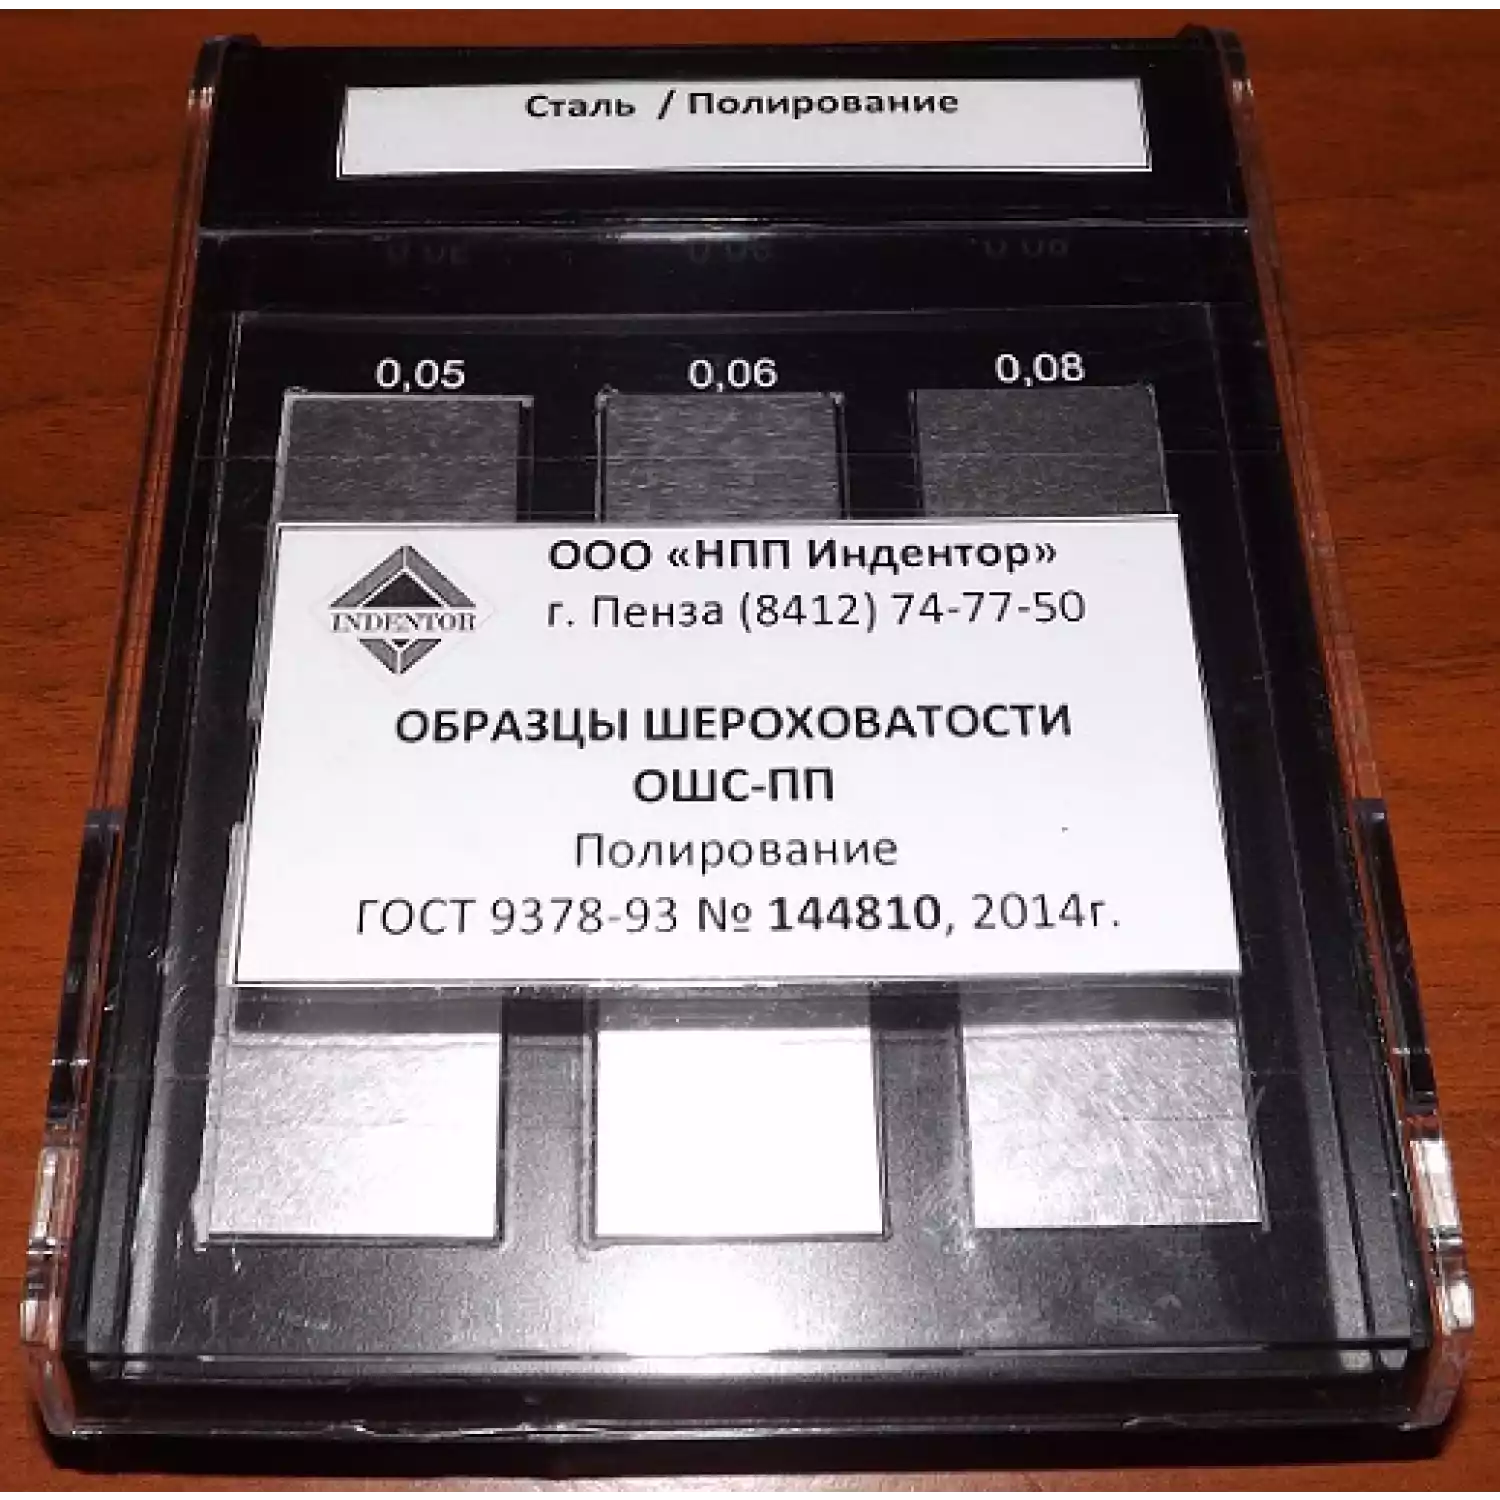 Сталь / Полирование
0,05 0,06 0,08
ООО «НПП Индентор»
г. Пенза (8412) 74-77-50
INDENTOR
ОБРАЗЦЫ ШЕРОХОВАТОСТИ
ОШС-ПП
Полирование
ГОСТ 9378-93 № 144810, 2014г.